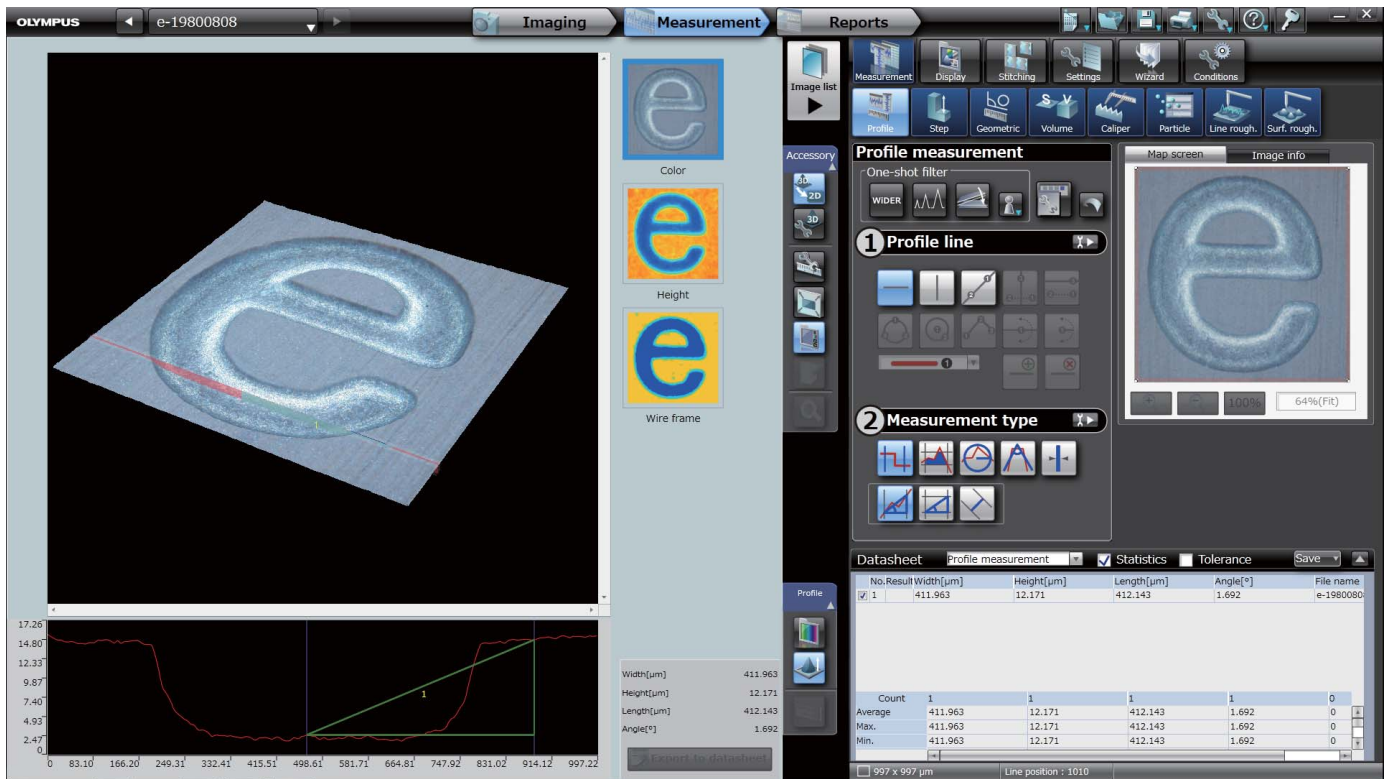 OLYMPUS
e-19800808
Imaging
Measurement
Reports
Color
Height
Wire frame
Image list
Accessory
3D
2D
3D
Measurement
Display
Stitching
Settings
Wizard
Conditions
Profile
Step
Geometric
Volume
Caliper
Particle
Line rough.
Surf. rough.
Profile measurement
One-shot filter
WIDER
1 Profile line
1
2 Measurement type
Map screen
Image info
100%
64%(Fit)
1
Datasheet
Profile measurement
Statistics
Tolerance
Save
No. Result Width[µm] Height[µm] Length[µm] Angle[°] File name
1 411.963 12.171 412.143 1.692 e-1980080
Count 1 1 1 1 0
Average 411.963 12.171 412.143 1.692 0
Max. 411.963 12.171 412.143 1.692 0
Min. 411.963 12.171 412.143 1.692 0
997 x 997 µm
Line position : 1010
Profile
17.26
14.80
12.33
9.87
7.40
4.93
2.47
0
1
0 83.10 166.20 249.31 332.41 415.51 498.61 581.71 664.81 747.92 831.02 914.12 997.22
Width[µm] 411.963
Height[µm] 12.171
Length[µm] 412.143
Angle[°] 1.692
Export to datasheet